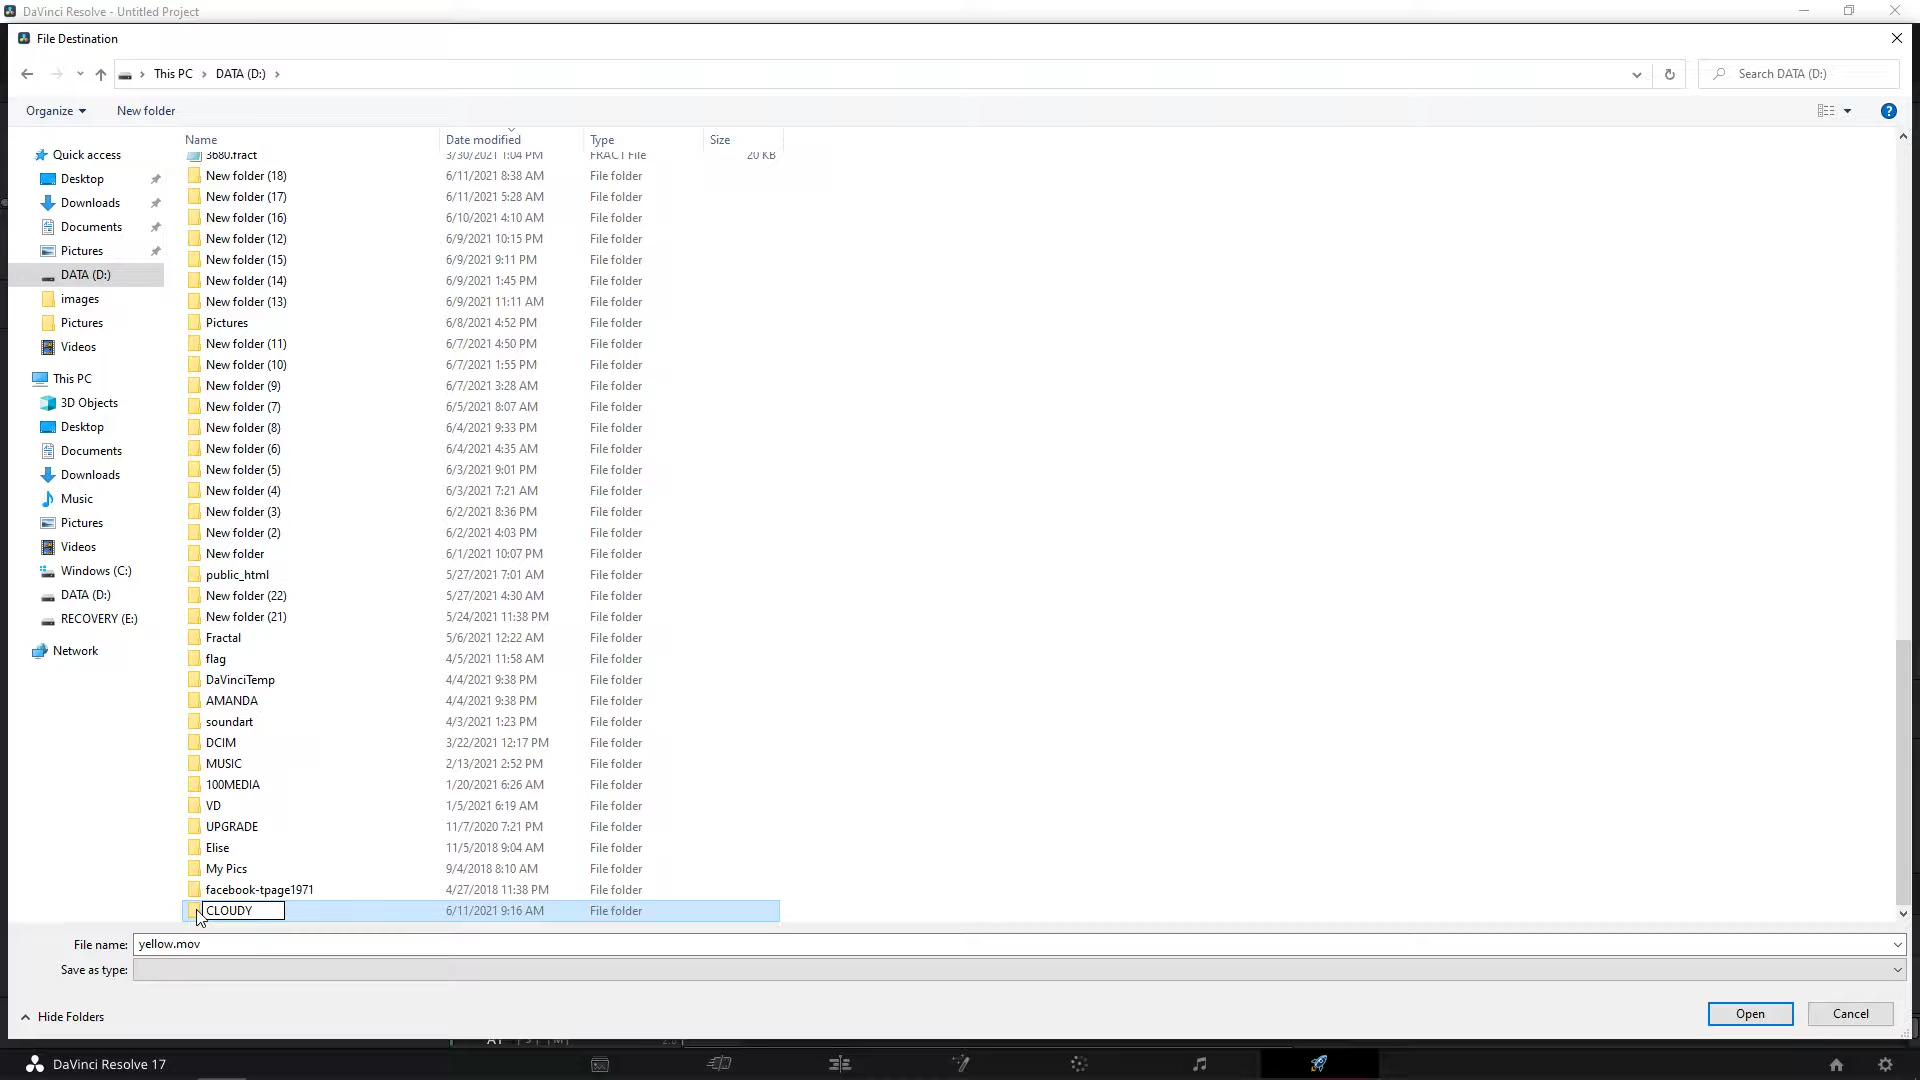 DaVinci Resolve - Untitled Project
File Destination
This PC DATA (D:)
Search DATA (D:)
Organize New folder
Name Date modified Type Size
Quick access
Desktop
Downloads
Documents
Pictures
DATA (D:)
images
Pictures
Videos
This PC
3D Objects
Desktop
Documents
Downloads
Music
Pictures
Videos
Windows (C:)
DATA (D:)
RECOVERY (E:)
Network
3680.fract 3/30/2021 1:04 PM FRACT File 20 KB
New folder (18) 6/11/2021 8:38 AM File folder
New folder (17) 6/11/2021 5:28 AM File folder
New folder (16) 6/10/2021 4:10 AM File folder
New folder (12) 6/9/2021 10:15 PM File folder
New folder (15) 6/9/2021 9:11 PM File folder
New folder (14) 6/9/2021 1:45 PM File folder
New folder (13) 6/9/2021 11:11 AM File folder
Pictures 6/8/2021 4:52 PM File folder
New folder (11) 6/7/2021 4:50 PM File folder
New folder (10) 6/7/2021 1:55 PM File folder
New folder (9) 6/7/2021 3:28 AM File folder
New folder (7) 6/5/2021 8:07 AM File folder
New folder (8) 6/4/2021 9:33 PM File folder
New folder (6) 6/4/2021 4:35 AM File folder
New folder (5) 6/3/2021 9:01 PM File folder
New folder (4) 6/3/2021 7:21 AM File folder
New folder (3) 6/2/2021 8:36 PM File folder
New folder (2) 6/2/2021 4:03 PM File folder
New folder 6/1/2021 10:07 PM File folder
public_html 5/27/2021 7:01 AM File folder
New folder (22) 5/27/2021 4:30 AM File folder
New folder (21) 5/24/2021 11:38 PM File folder
Fractal 5/6/2021 12:22 AM File folder
flag 4/5/2021 11:58 AM File folder
DaVinciTemp 4/4/2021 9:38 PM File folder
AMANDA 4/4/2021 9:38 PM File folder
soundart 4/3/2021 1:23 PM File folder
DCIM 3/22/2021 12:17 PM File folder
MUSIC 2/13/2021 2:52 PM File folder
100MEDIA 1/20/2021 6:26 AM File folder
VD 1/5/2021 6:19 AM File folder
UPGRADE 11/7/2020 7:21 PM File folder
Elise 11/5/2018 9:04 AM File folder
My Pics 9/4/2018 8:10 AM File folder
facebook-tpage1971 4/27/2018 11:38 PM File folder
CLOUDY 6/11/2021 9:16 AM File folder
File name: yellow.mov
Save as type:
Hide Folders
Open Cancel
DaVinci Resolve 17